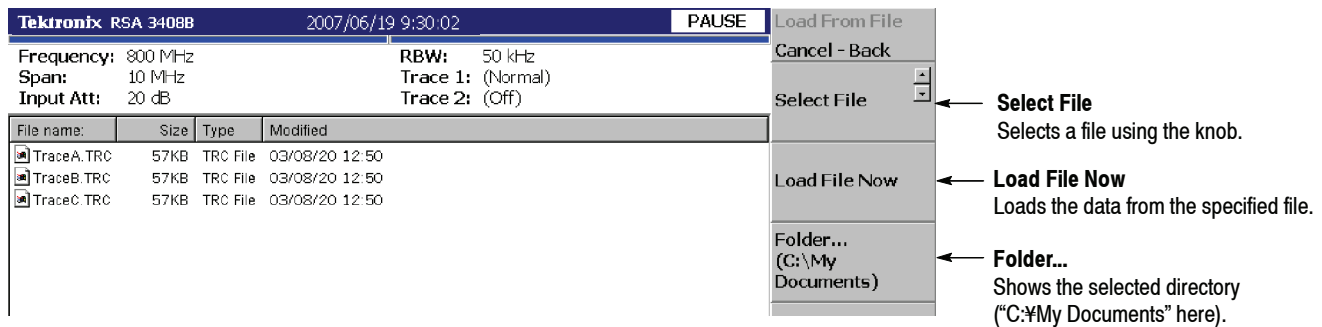 Tektronix RSA 3408B 2007/06/19 9:30:02 PAUSE
Frequency: 800 MHz RBW: 50 kHz
Span: 10 MHz Trace 1: (Normal)
Input Att: 20 dB Trace 2: (Off)
File name: Size Type Modified
TraceA.TRC 57KB TRC File 03/08/20 12:50
TraceB.TRC 57KB TRC File 03/08/20 12:50
TraceC.TRC 57KB TRC File 03/08/20 12:50
Load From File
Cancel - Back
Select File
Load File Now
Folder...
(C:\My
Documents)
Select File
Selects a file using the knob.
Load File Now
Loads the data from the specified file.
Folder...
Shows the selected directory
(“C:¥My Documents” here).